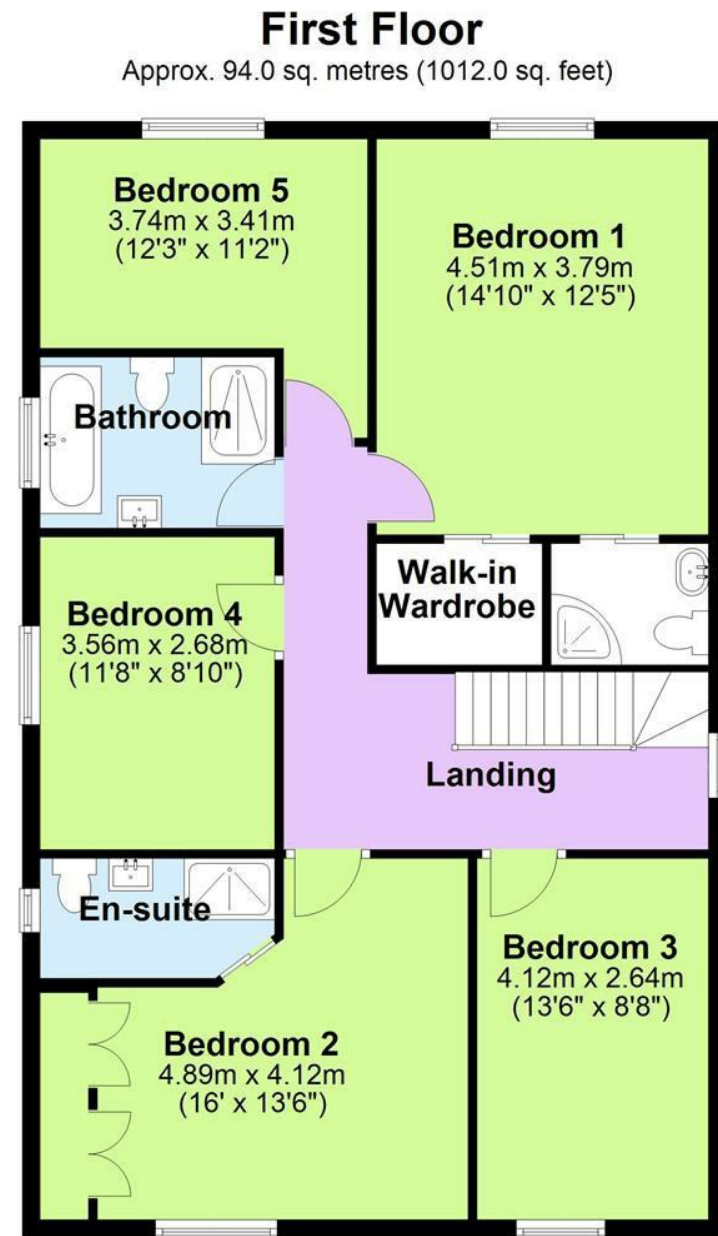 First Floor
Approx. 94.0 sq. metres (1012.0 sq. feet)
Bedroom 5
3.74m x 3.41m
(12'3" x 11'2")
Bedroom 1
4.51m x 3.79m
(14'10" x 12'5")
Bathroom
Walk-in
Wardrobe
Bedroom 4
3.56m x 2.68m
(11'8" x 8'10")
Landing
En-suite
Bedroom 3
4.12m x 2.64m
(13'6" x 8'8")
Bedroom 2
4.89m x 4.12m
(16' x 13'6")